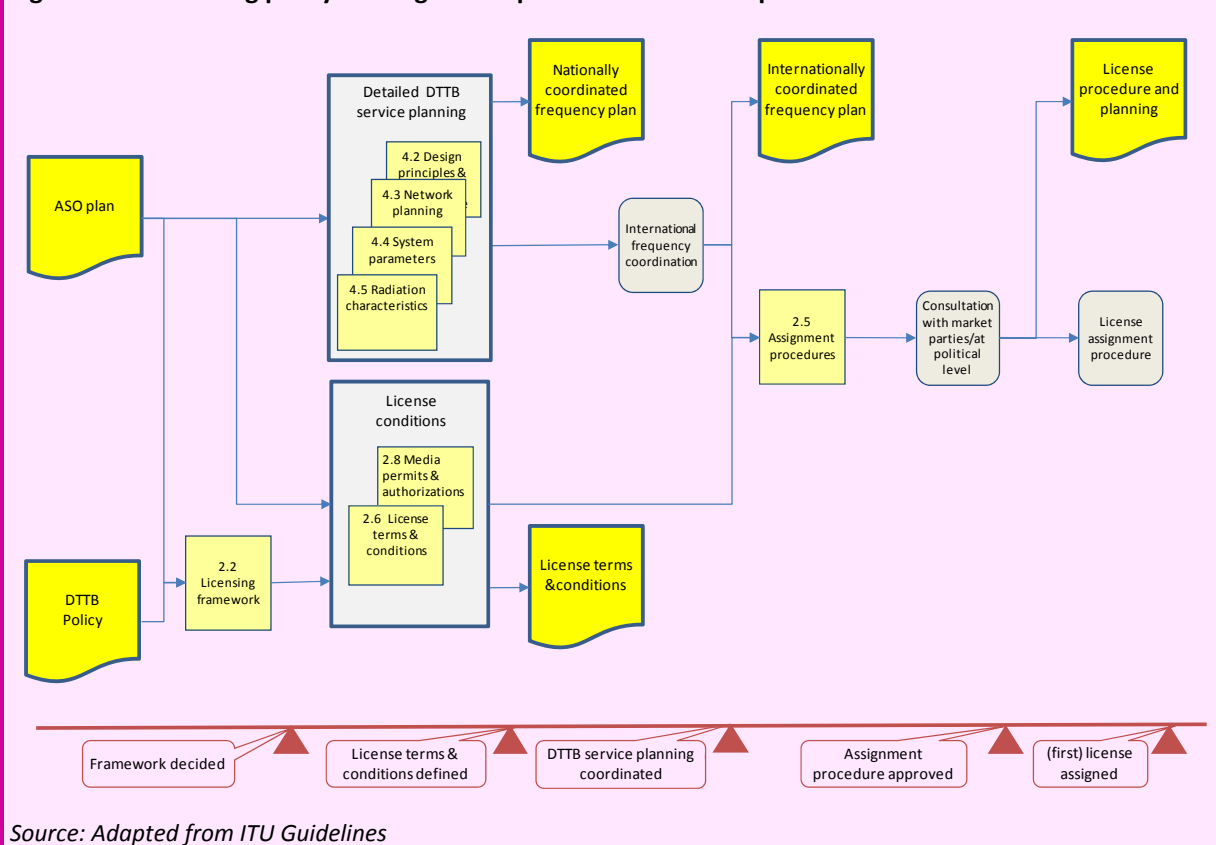 Nationally
coordinated
frequency plan
Internationally
coordinated
frequency plan
License
procedure and
planning
Detailed DTTB
service planning
4.2 Design
principles &
4.3 Network
planning
4.4 System
parameters
4.5 Radiation
characteristics
ASO plan
International
frequency
coordination
2.5
Assignment
procedures
Consultation
with market
parties/at
political
level
License
assignment
procedure
License
conditions
2.8 Media
permits &
authorizations
2.6 License
terms &
conditions
2.2
Licensing
framework
DTTB
Policy
License terms
&conditions
Framework decided
License terms &
conditions defined
DTTB service planning
coordinated
Assignment
procedure approved
(first) license
assigned
Source: Adapted from ITU Guidelines